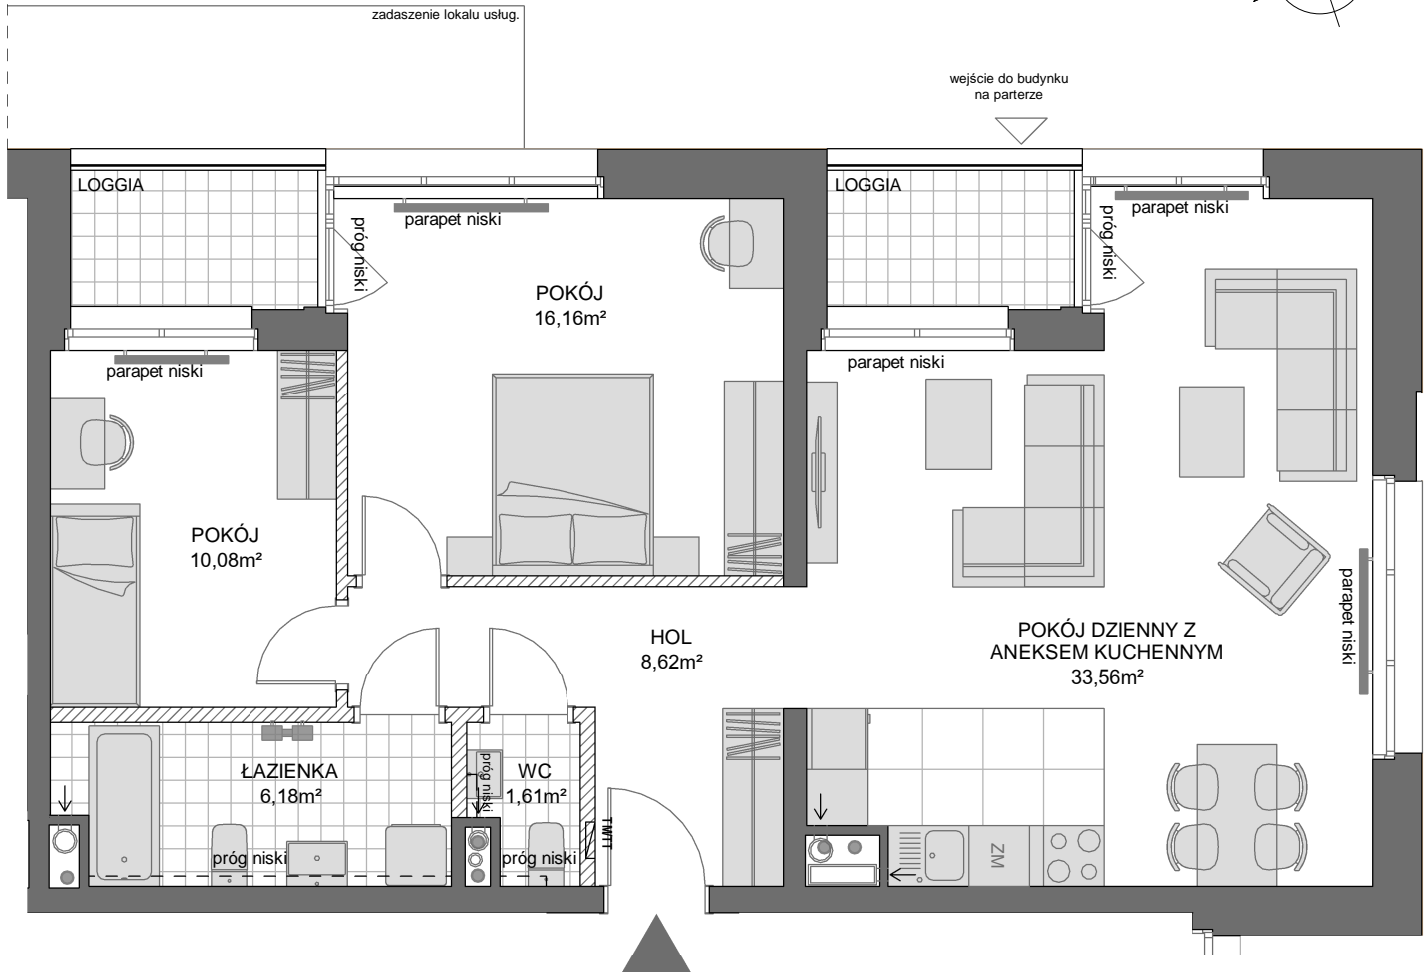 zadaszenie lokalu usług.
wejście do budynku
na parterze
LOGGIA
próg niski
parapet niski
POKÓJ
16,16m²
LOGGIA
próg niski
parapet niski
parapet niski
parapet niski
POKÓJ
10,08m²
HOL
8,62m²
POKÓJ DZIENNY Z
ANEKSEM KUCHENNYM
33,56m²
parapet niski
ŁAZIENKA
6,18m²
próg niski
próg niski
WC
1,61m²
próg niski
ZM